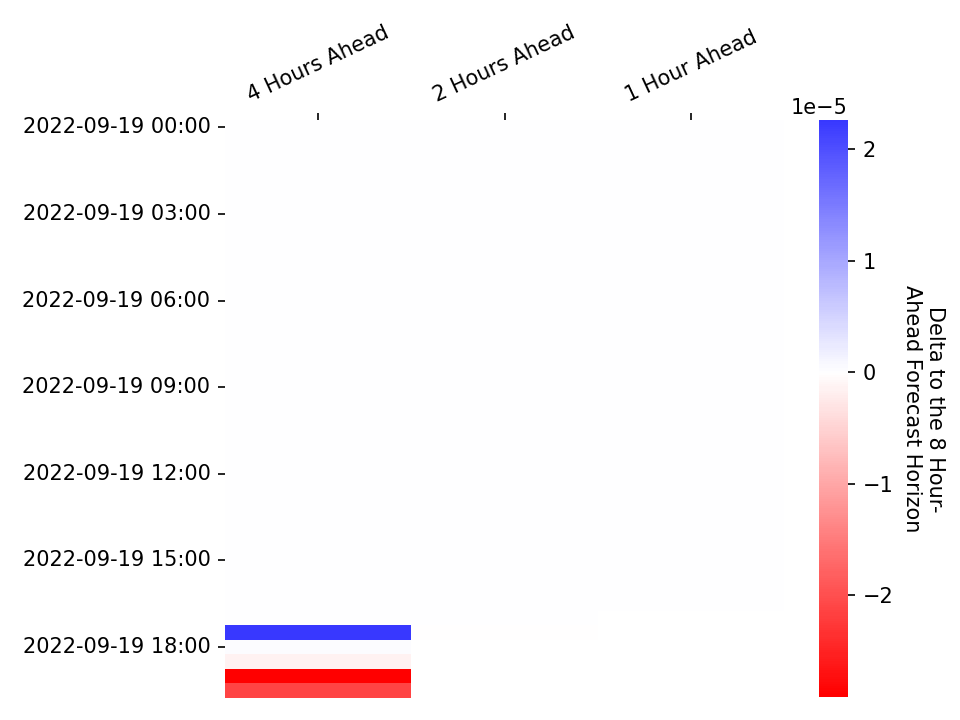 4 Hours Ahead
2 Hours Ahead
1 Hour Ahead
2022-09-19 00:00
2022-09-19 03:00
2022-09-19 06:00
2022-09-19 09:00
2022-09-19 12:00
2022-09-19 15:00
2022-09-19 18:00
1e−5
2
1
0
−1
−2
Delta to the 8 Hour-
Ahead Forecast Horizon